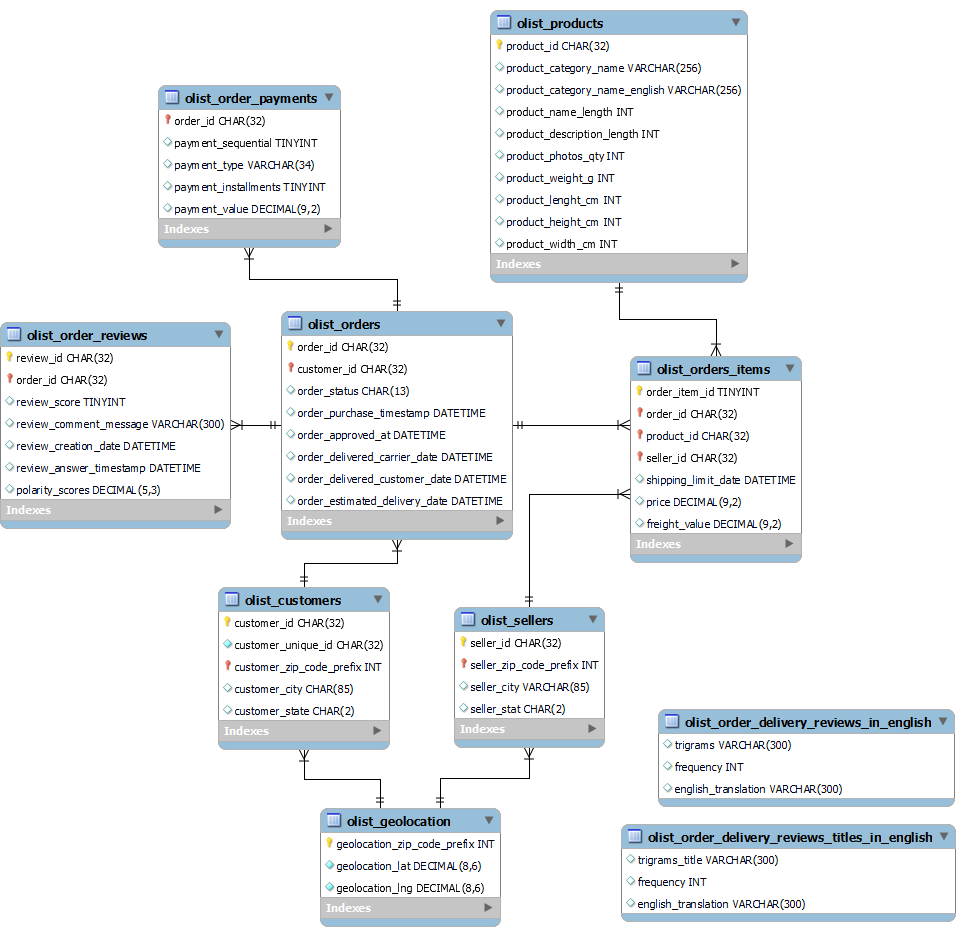 olist_products
product_id CHAR(32)
product_category_name VARCHAR(256)
product_category_name_english VARCHAR(256)
product_name_length INT
product_description_length INT
product_photos_qty INT
product_weight_g INT
product_lenght_cm INT
product_height_cm INT
product_width_cm INT
Indexes
olist_order_payments
order_id CHAR(32)
payment_sequential TINYINT
payment_type VARCHAR(34)
payment_installments TINYINT
payment_value DECIMAL(9,2)
Indexes
olist_order_reviews
review_id CHAR(32)
order_id CHAR(32)
review_score TINYINT
review_comment_message VARCHAR(300)
review_creation_date DATETIME
review_answer_timestamp DATETIME
polarity_scores DECIMAL(5,3)
Indexes
olist_orders
order_id CHAR(32)
customer_id CHAR(32)
order_status CHAR(13)
order_purchase_timestamp DATETIME
order_approved_at DATETIME
order_delivered_carrier_date DATETIME
order_delivered_customer_date DATETIME
order_estimated_delivery_date DATETIME
Indexes
olist_orders_items
order_item_id TINYINT
order_id CHAR(32)
product_id CHAR(32)
seller_id CHAR(32)
shipping_limit_date DATETIME
price DECIMAL(9,2)
freight_value DECIMAL(9,2)
Indexes
olist_customers
customer_id CHAR(32)
customer_unique_id CHAR(32)
customer_zip_code_prefix INT
customer_city CHAR(85)
customer_state CHAR(2)
Indexes
olist_sellers
seller_id CHAR(32)
seller_zip_code_prefix INT
seller_city VARCHAR(85)
seller_stat CHAR(2)
Indexes
olist_geolocation
geolocation_zip_code_prefix INT
geolocation_lat DECIMAL(8,6)
geolocation_lng DECIMAL(8,6)
Indexes
olist_order_delivery_reviews_in_english
trigrams VARCHAR(300)
frequency INT
english_translation VARCHAR(300)
olist_order_delivery_reviews_titles_in_english
trigrams_title VARCHAR(300)
frequency INT
english_translation VARCHAR(300)